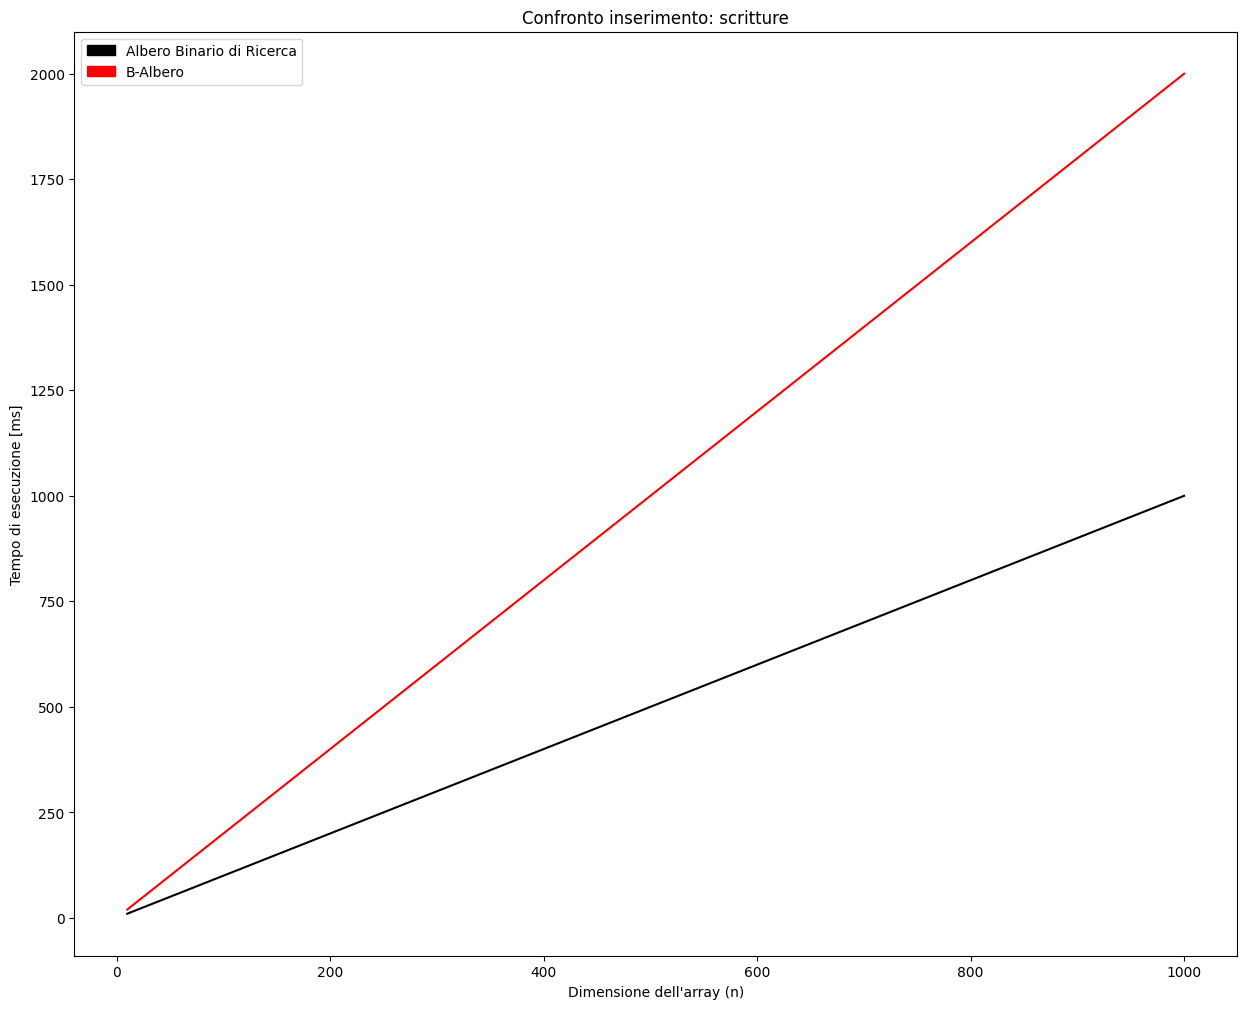 Confronto inserimento: scritture
Albero Binario di Ricerca
B-Albero
2000
1750
1500
1250
1000
750
500
250
0
Tempo di esecuzione [ms]
0 200 400 600 800 1000
Dimensione dell'array (n)